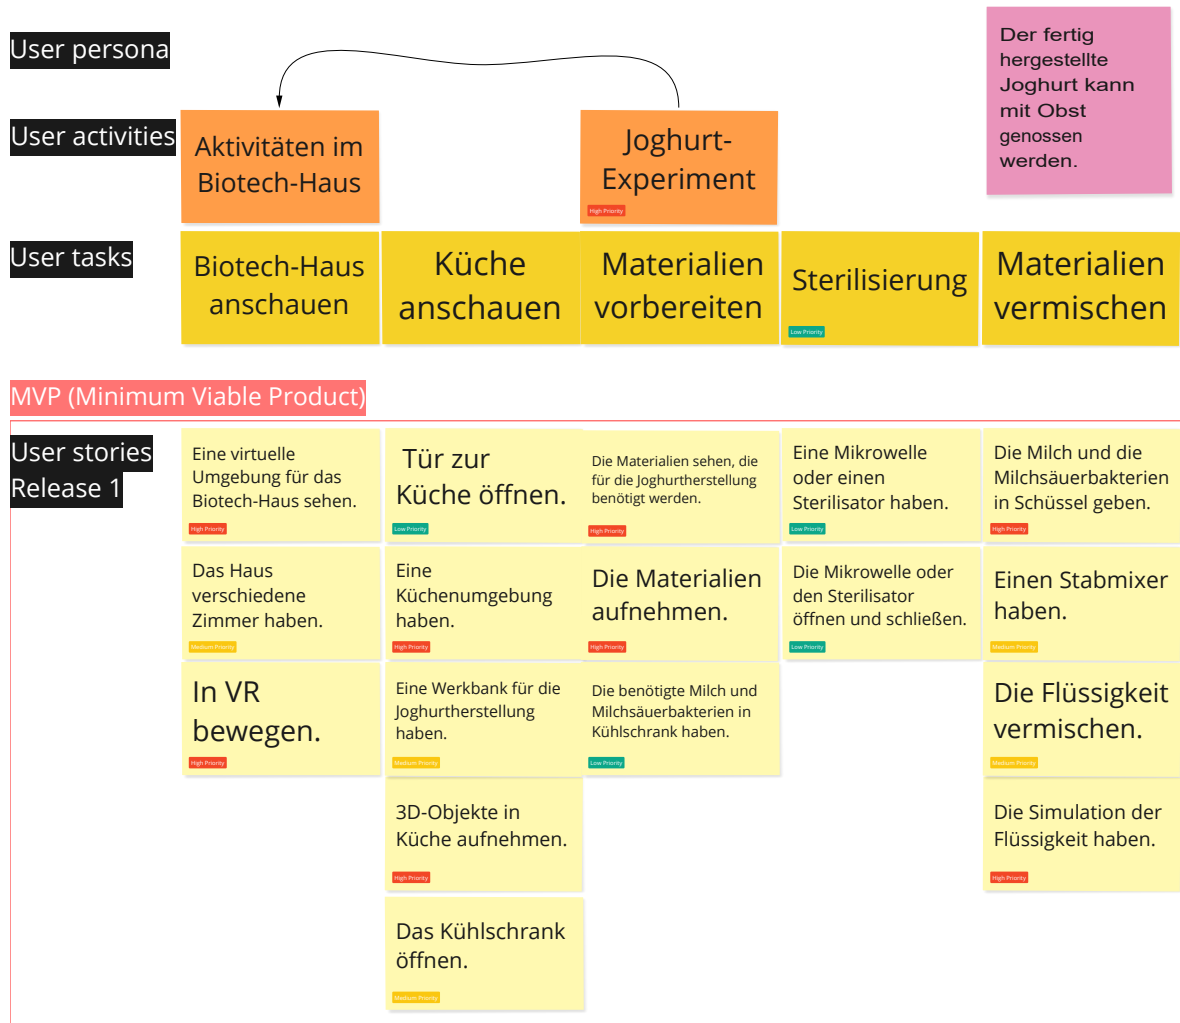 User persona
Der fertig
hergestellte
Joghurt kann
mit Obst
genossen
werden.
User activities
Aktivitäten im
Biotech-Haus
Joghurt-
Experiment
High Priority
User tasks
Biotech-Haus
anschauen
Küche
anschauen
Materialien
vorbereiten
Sterilisierung
Low Priority
Materialien
vermischen
MVP (Minimum Viable Product)
User stories
Release 1
Eine virtuelle
Umgebung für das
Biotech-Haus sehen.
High Priority
Tür zur
Küche öffnen.
Low Priority
Die Materialien sehen, die
für die Joghurtherstellung
benötigt werden.
High Priority
Eine Mikrowelle
oder einen
Sterilisator haben.
Low Priority
Die Milch und die
Milchsäuerbakterien
in Schüssel geben.
High Priority
Das Haus
verschiedene
Zimmer haben.
Medium Priority
Eine
Küchenumgebung
haben.
High Priority
Die Materialien
aufnehmen.
High Priority
Die Mikrowelle oder
den Sterilisator
öffnen und schließen.
Low Priority
Einen Stabmixer
haben.
Medium Priority
In VR
bewegen.
High Priority
Eine Werkbank für die
Joghurtherstellung
haben.
Medium Priority
Die benötigte Milch und
Milchsäuerbakterien in
Kühlschrank haben.
Low Priority
Die Flüssigkeit
vermischen.
Medium Priority
3D-Objekte in
Küche aufnehmen.
High Priority
Die Simulation der
Flüssigkeit haben.
High Priority
Das Kühlschrank
öffnen.
Medium Priority